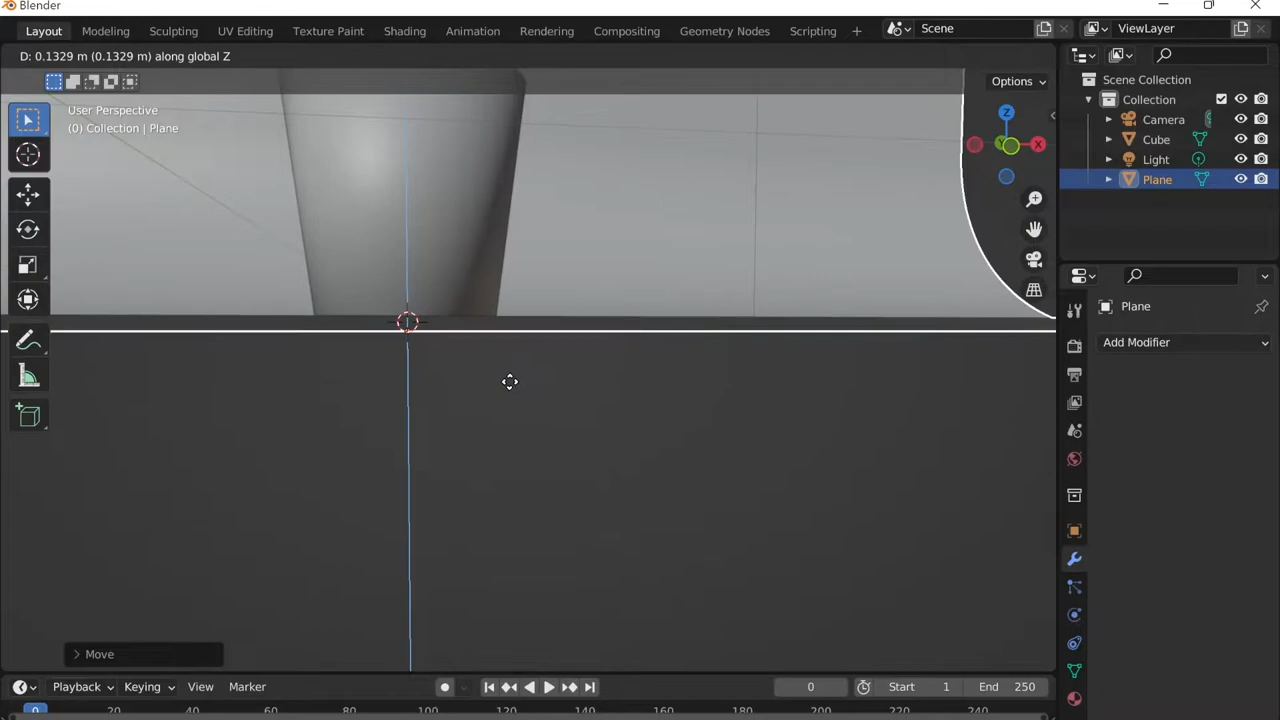 Blender
Layout Modeling Sculpting UV Editing Texture Paint Shading Animation Rendering Compositing Geometry Nodes Scripting + Scene ViewLayer
D: 0.1329 m (0.1329 m) along global Z
Options
User Perspective
(0) Collection | Plane
Z
X
Y
Scene Collection
Collection
Camera
Cube
Light
Plane
Plane
Add Modifier
> Move
Playback Keying View Marker 0 Start 1 End 250
0 20 40 60 80 100 120 140 160 180 200 220 240